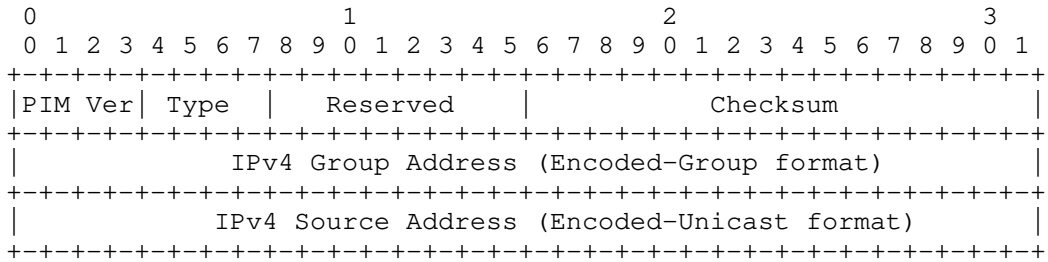 0                   1                   2                   3
 0 1 2 3 4 5 6 7 8 9 0 1 2 3 4 5 6 7 8 9 0 1 2 3 4 5 6 7 8 9 0 1
+-+-+-+-+-+-+-+-+-+-+-+-+-+-+-+-+-+-+-+-+-+-+-+-+-+-+-+-+-+-+-+-+
|PIM Ver| Type  |   Reserved    |           Checksum            |
+-+-+-+-+-+-+-+-+-+-+-+-+-+-+-+-+-+-+-+-+-+-+-+-+-+-+-+-+-+-+-+-+
|             IPv4 Group Address (Encoded-Group format)         |
+-+-+-+-+-+-+-+-+-+-+-+-+-+-+-+-+-+-+-+-+-+-+-+-+-+-+-+-+-+-+-+-+
|            IPv4 Source Address (Encoded-Unicast format)       |
+-+-+-+-+-+-+-+-+-+-+-+-+-+-+-+-+-+-+-+-+-+-+-+-+-+-+-+-+-+-+-+-+